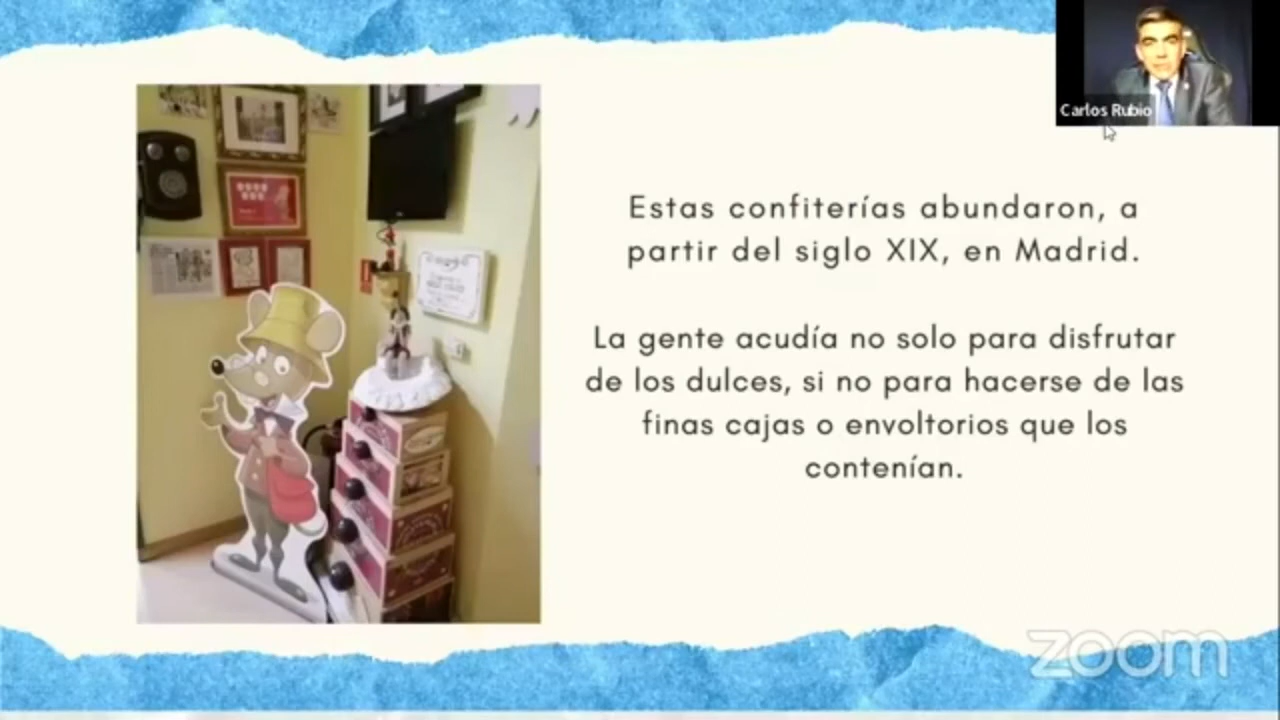 Carlos Rubio
Estas confiterías abundaron, a
partir del siglo XIX, en Madrid.
La gente acudía no solo para disfrutar
de los dulces, si no para hacerse de las
finas cajas o envoltorios que los
contenían.
zoom